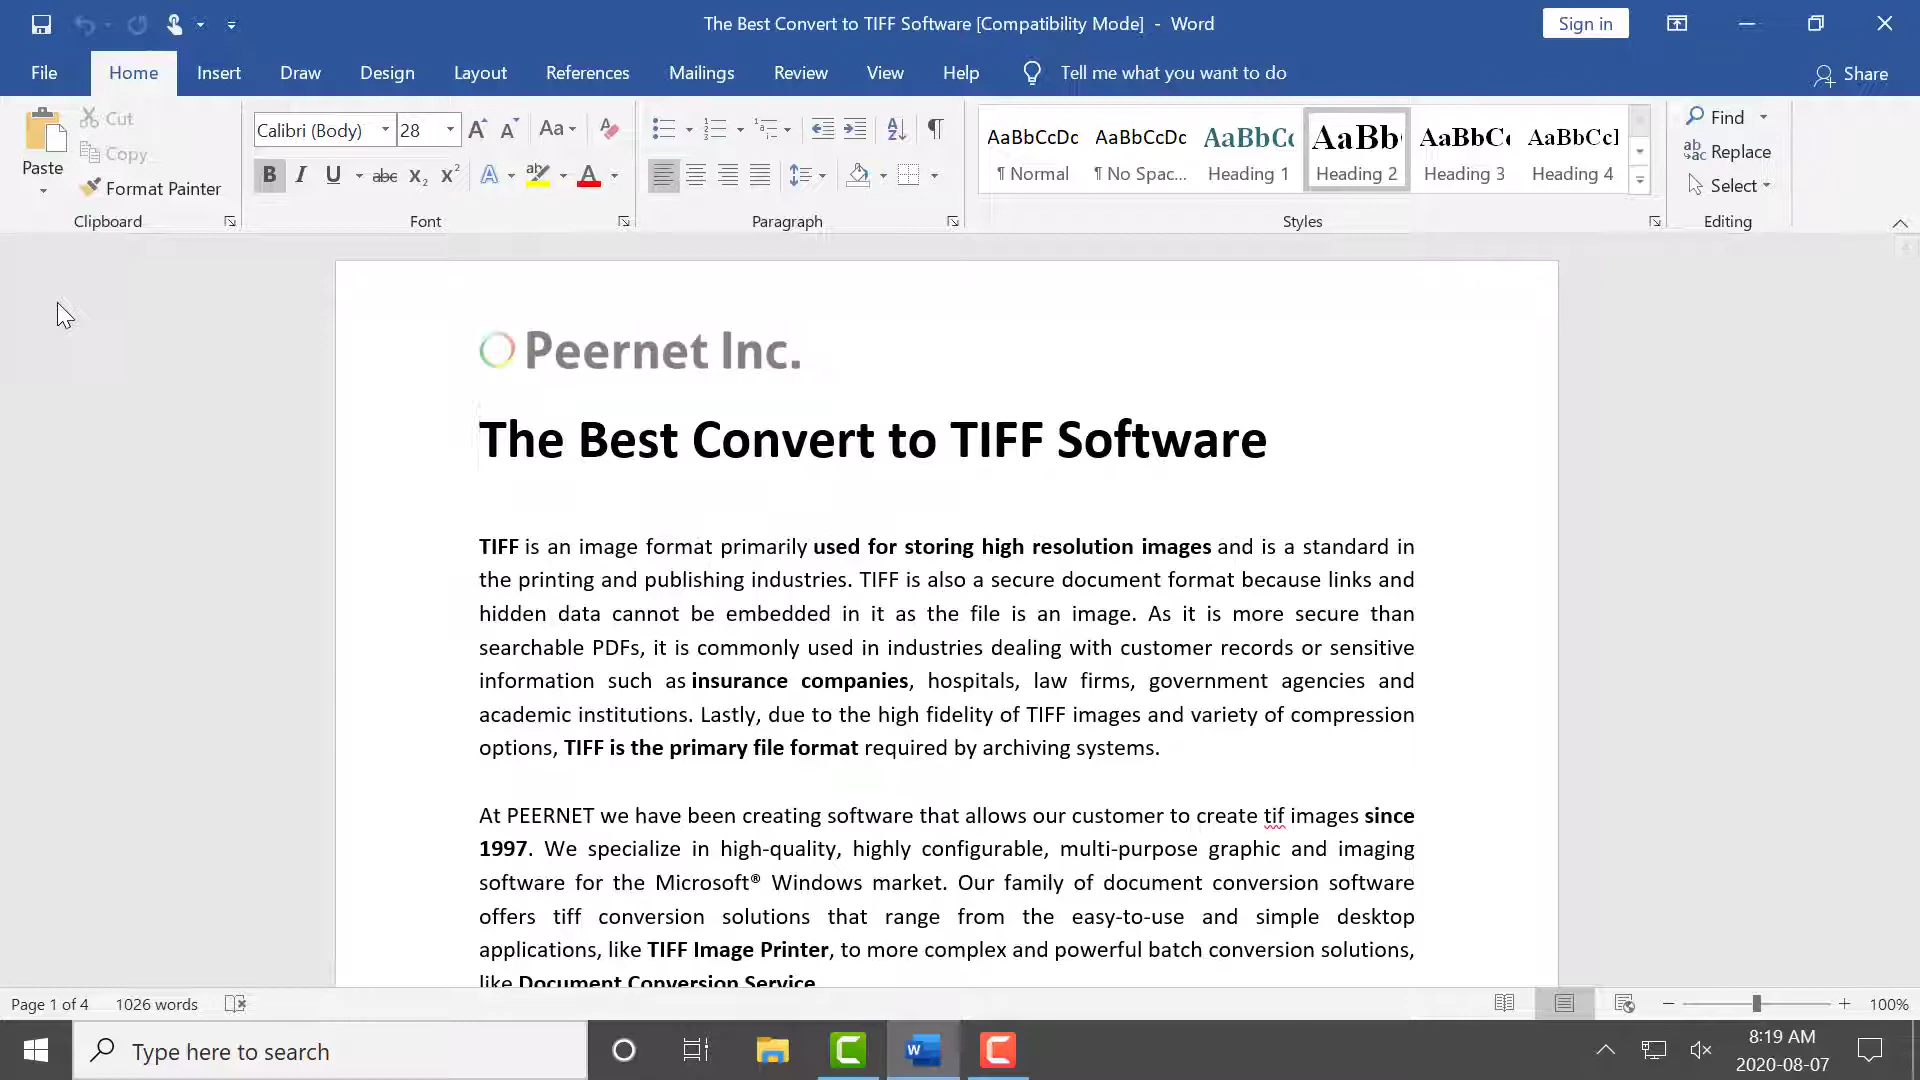 The Best Convert to TIFF Software [Compatibility Mode] - Word
Sign in
File Home Insert Draw Design Layout References Mailings Review View Help Tell me what you want to do Share
Paste
Cut
Copy
Format Painter
Clipboard
Calibri (Body) 28
Font
Paragraph
AaBbCcDc AaBbCcDc AaBbCc AaBb AaBbCc AaBbCcI
¶ Normal ¶ No Spac... Heading 1 Heading 2 Heading 3 Heading 4
Styles
Find
Replace
Select
Editing
Peernet Inc.
The Best Convert to TIFF Software
TIFF is an image format primarily used for storing high resolution images and is a standard in
the printing and publishing industries. TIFF is also a secure document format because links and
hidden data cannot be embedded in it as the file is an image. As it is more secure than
searchable PDFs, it is commonly used in industries dealing with customer records or sensitive
information such as insurance companies, hospitals, law firms, government agencies and
academic institutions. Lastly, due to the high fidelity of TIFF images and variety of compression
options, TIFF is the primary file format required by archiving systems.
At PEERNET we have been creating software that allows our customer to create tif images since
1997. We specialize in high-quality, highly configurable, multi-purpose graphic and imaging
software for the Microsoft® Windows market. Our family of document conversion software
offers tiff conversion solutions that range from the easy-to-use and simple desktop
applications, like TIFF Image Printer, to more complex and powerful batch conversion solutions,
like Document Conversion Service
Page 1 of 4 1026 words 100%
Type here to search
8:19 AM
2020-08-07